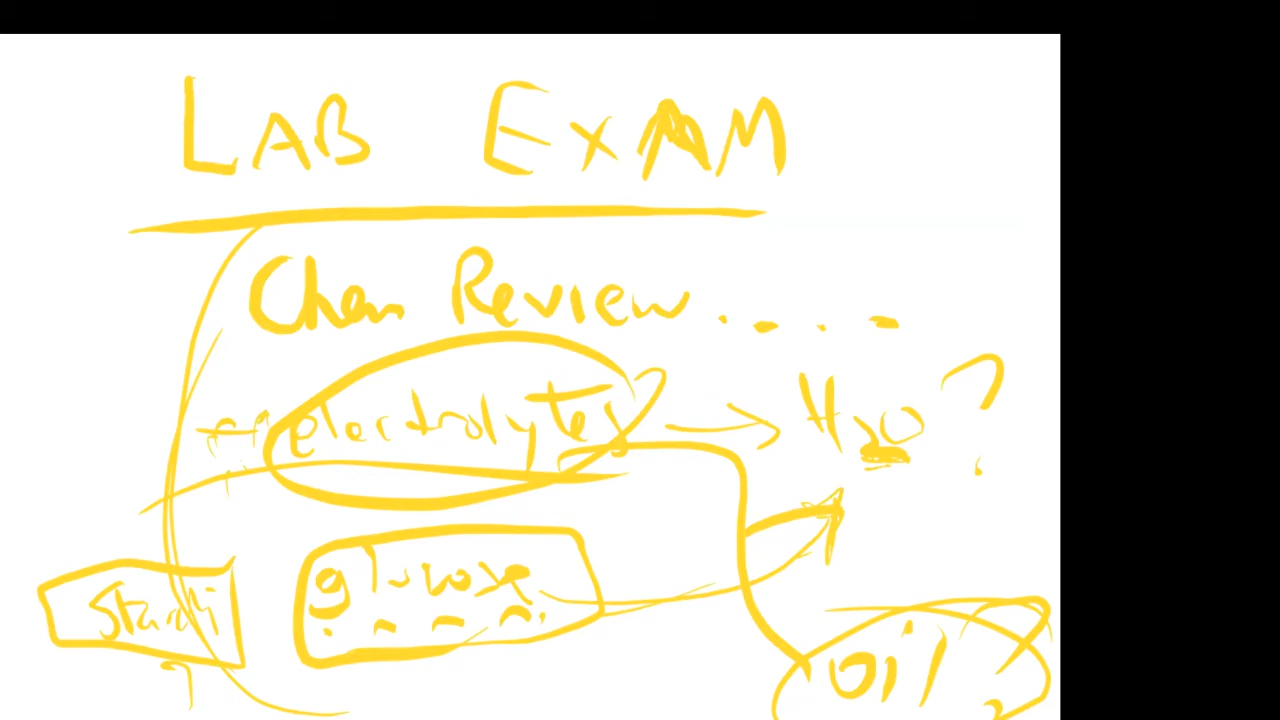 LAB EXAM
Chem Review....
electrolytes → H2O?
glucose
Starch
oil